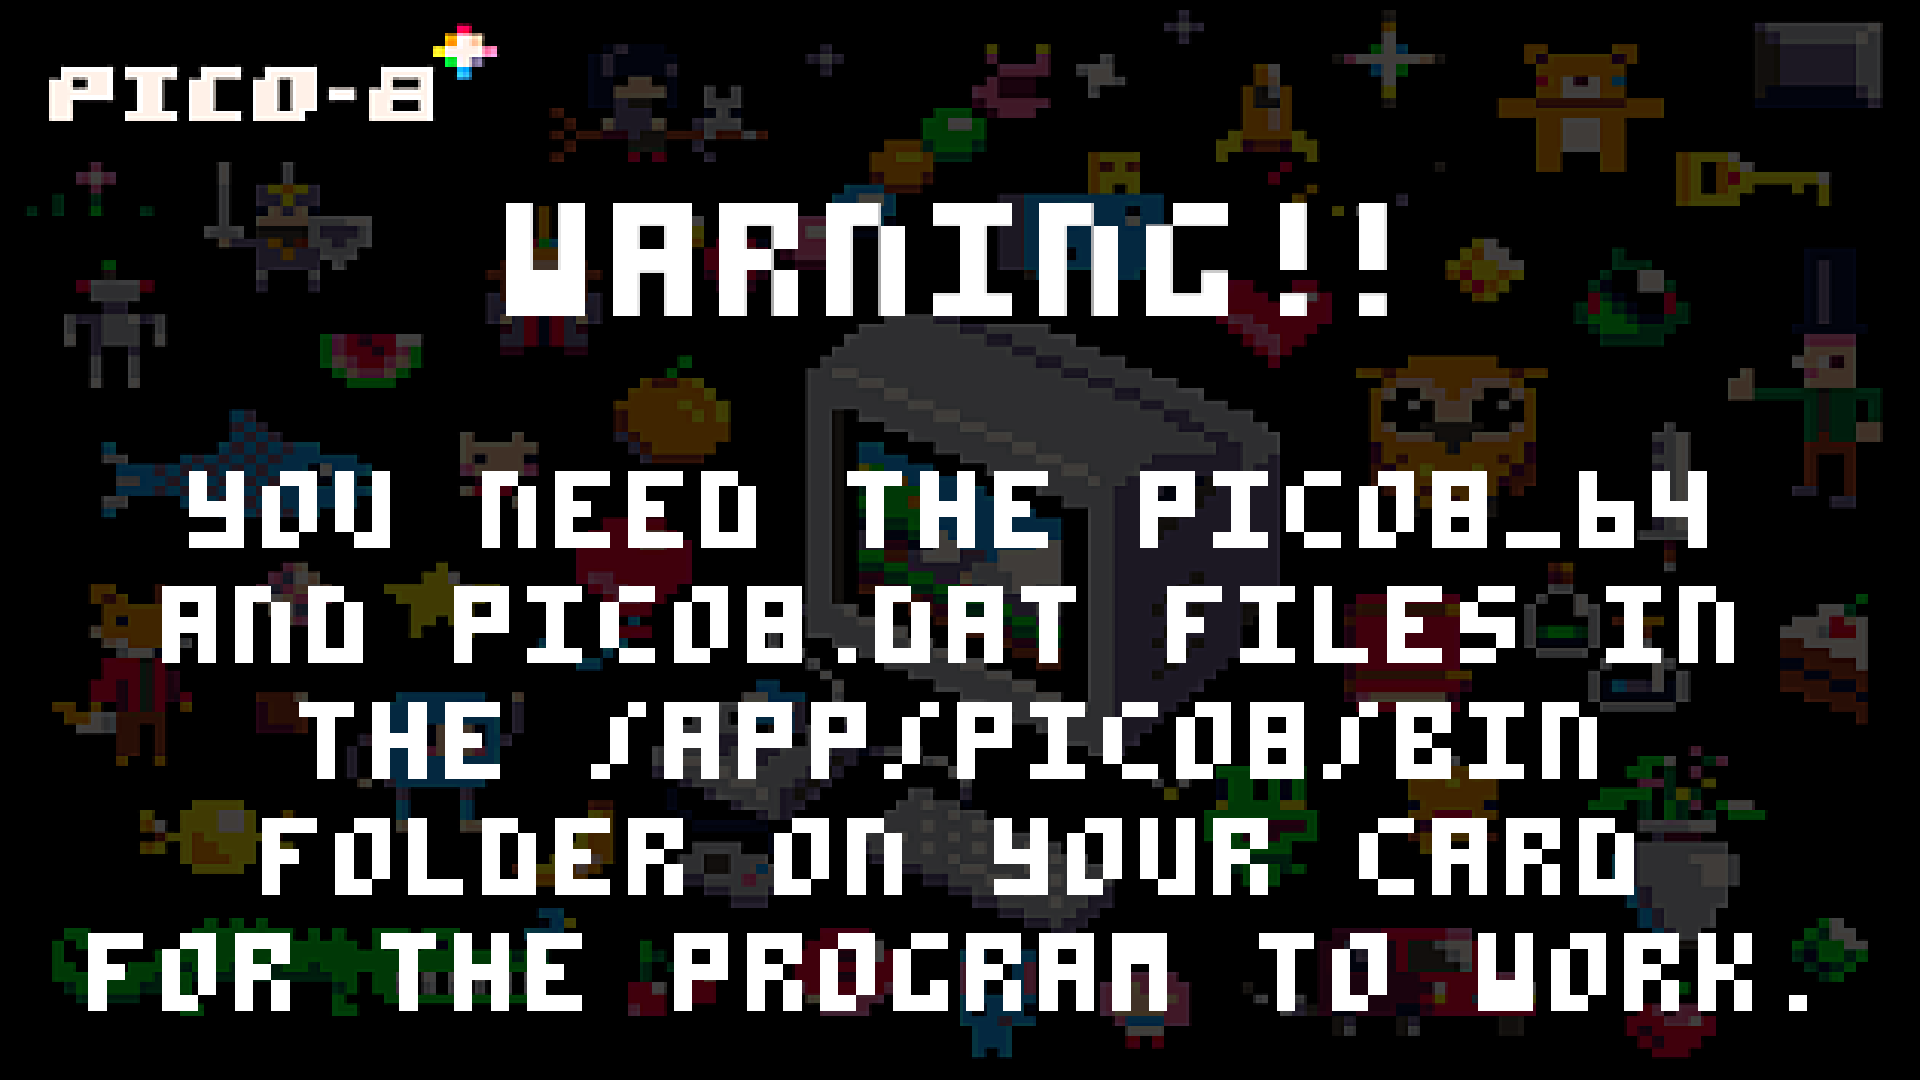 PICO-8
WARNING!!
YOU NEED THE PICO8_64
AND PICO8.DAT FILES IN
THE /APP/PICO8/BIN
FOLDER ON YOUR CARD
FOR THE PROGRAM TO WORK.